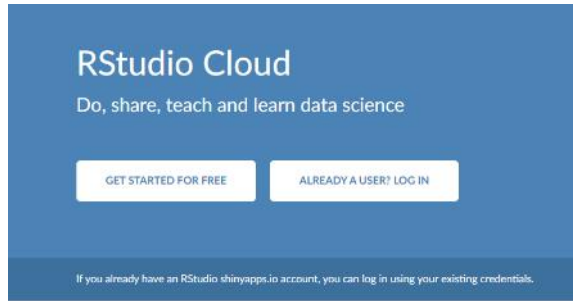 RStudio Cloud
Do, share, teach and learn data science
GET STARTED FOR FREE
ALREADY A USER? LOG IN
If you already have an RStudio shinyapps.io account, you can log in using your existing credentials.